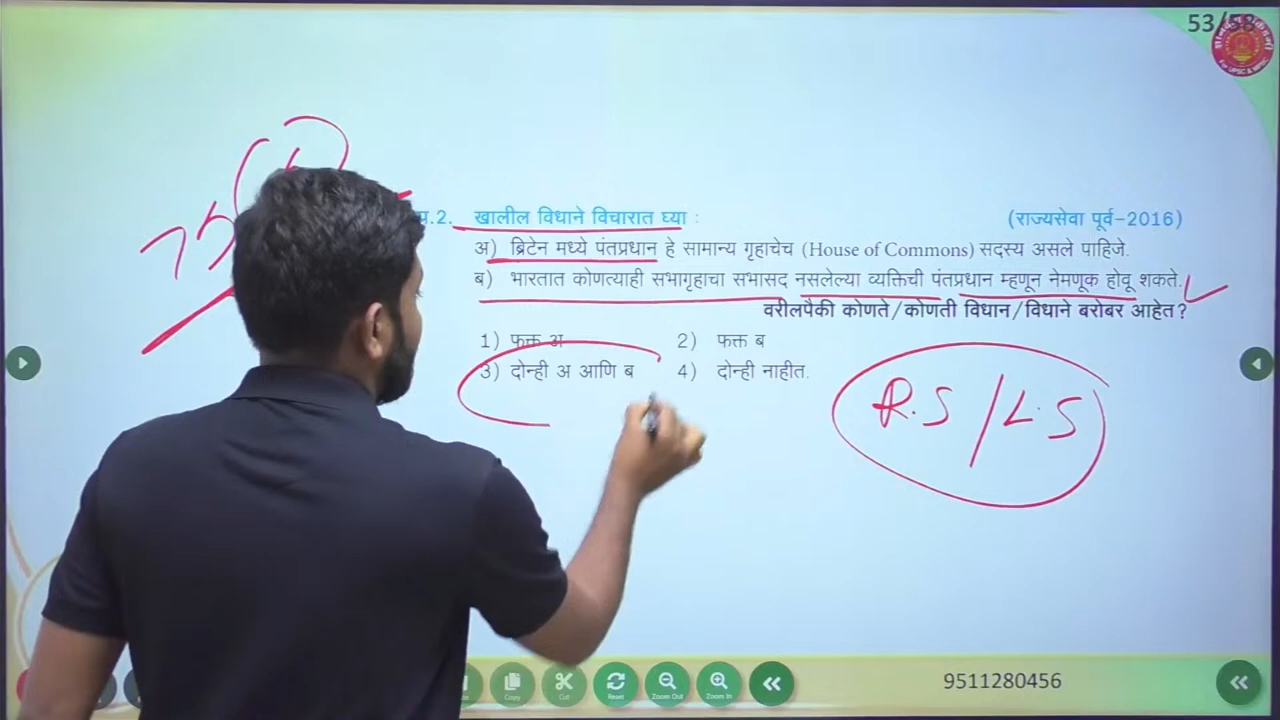 53/58
2. खालील विधाने विचारात घ्या : (राज्यसेवा पूर्व-2016)
अ) ब्रिटेन मध्ये पंतप्रधान हे सामान्य गृहाचेच (House of Commons) सदस्य असले पाहिजे.
ब) भारतात कोणत्याही सभागृहाचा सभासद नसलेल्या व्यक्तिची पंतप्रधान म्हणून नेमणूक होवू शकते.
वरीलपैकी कोणते/कोणती विधान/विधाने बरोबर आहेत?
1) फक्त अ 2) फक्त ब
3) दोन्ही अ आणि ब 4) दोन्ही नाहीत.
R.S / L.S
Copy Cut Reset Zoom Out Zoom In
9511280456